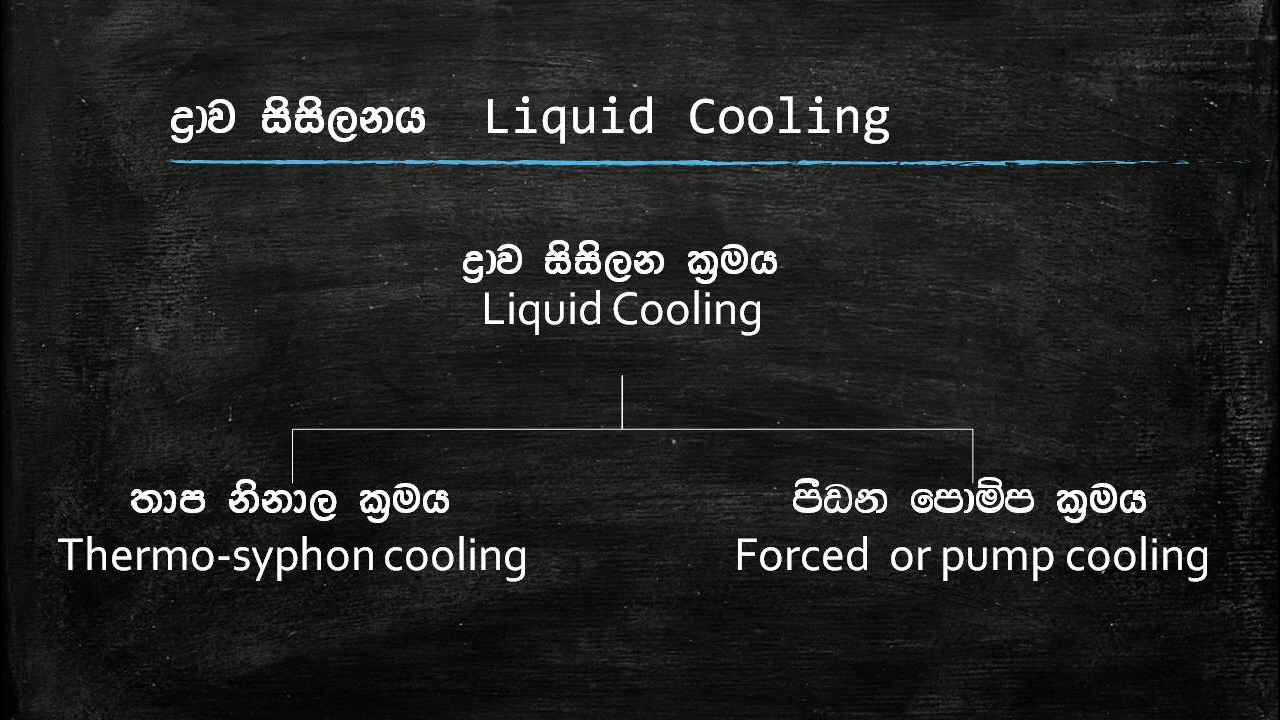 ද්‍රාව සිසිලනය Liquid Cooling
ද්‍රාව සිසිලන ක්‍රමය
Liquid Cooling
තාප නිනාල ක්‍රමය
Thermo-syphon cooling
පීඩන පොම්ප ක්‍රමය
Forced or pump cooling